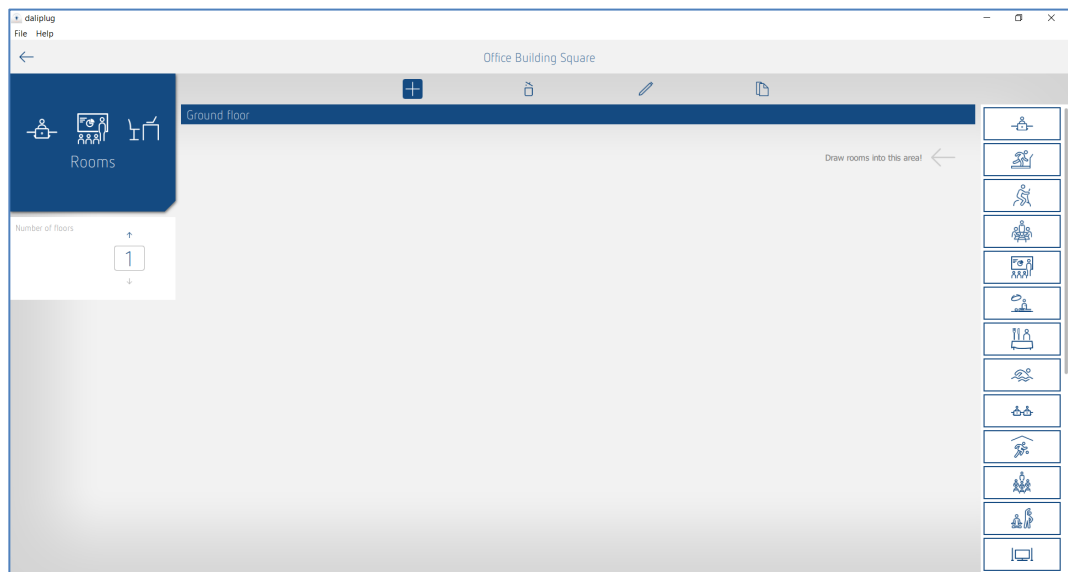 daliplug
File Help
Office Building Square
Rooms
Ground floor
Draw rooms into this area!
Number of floors
1